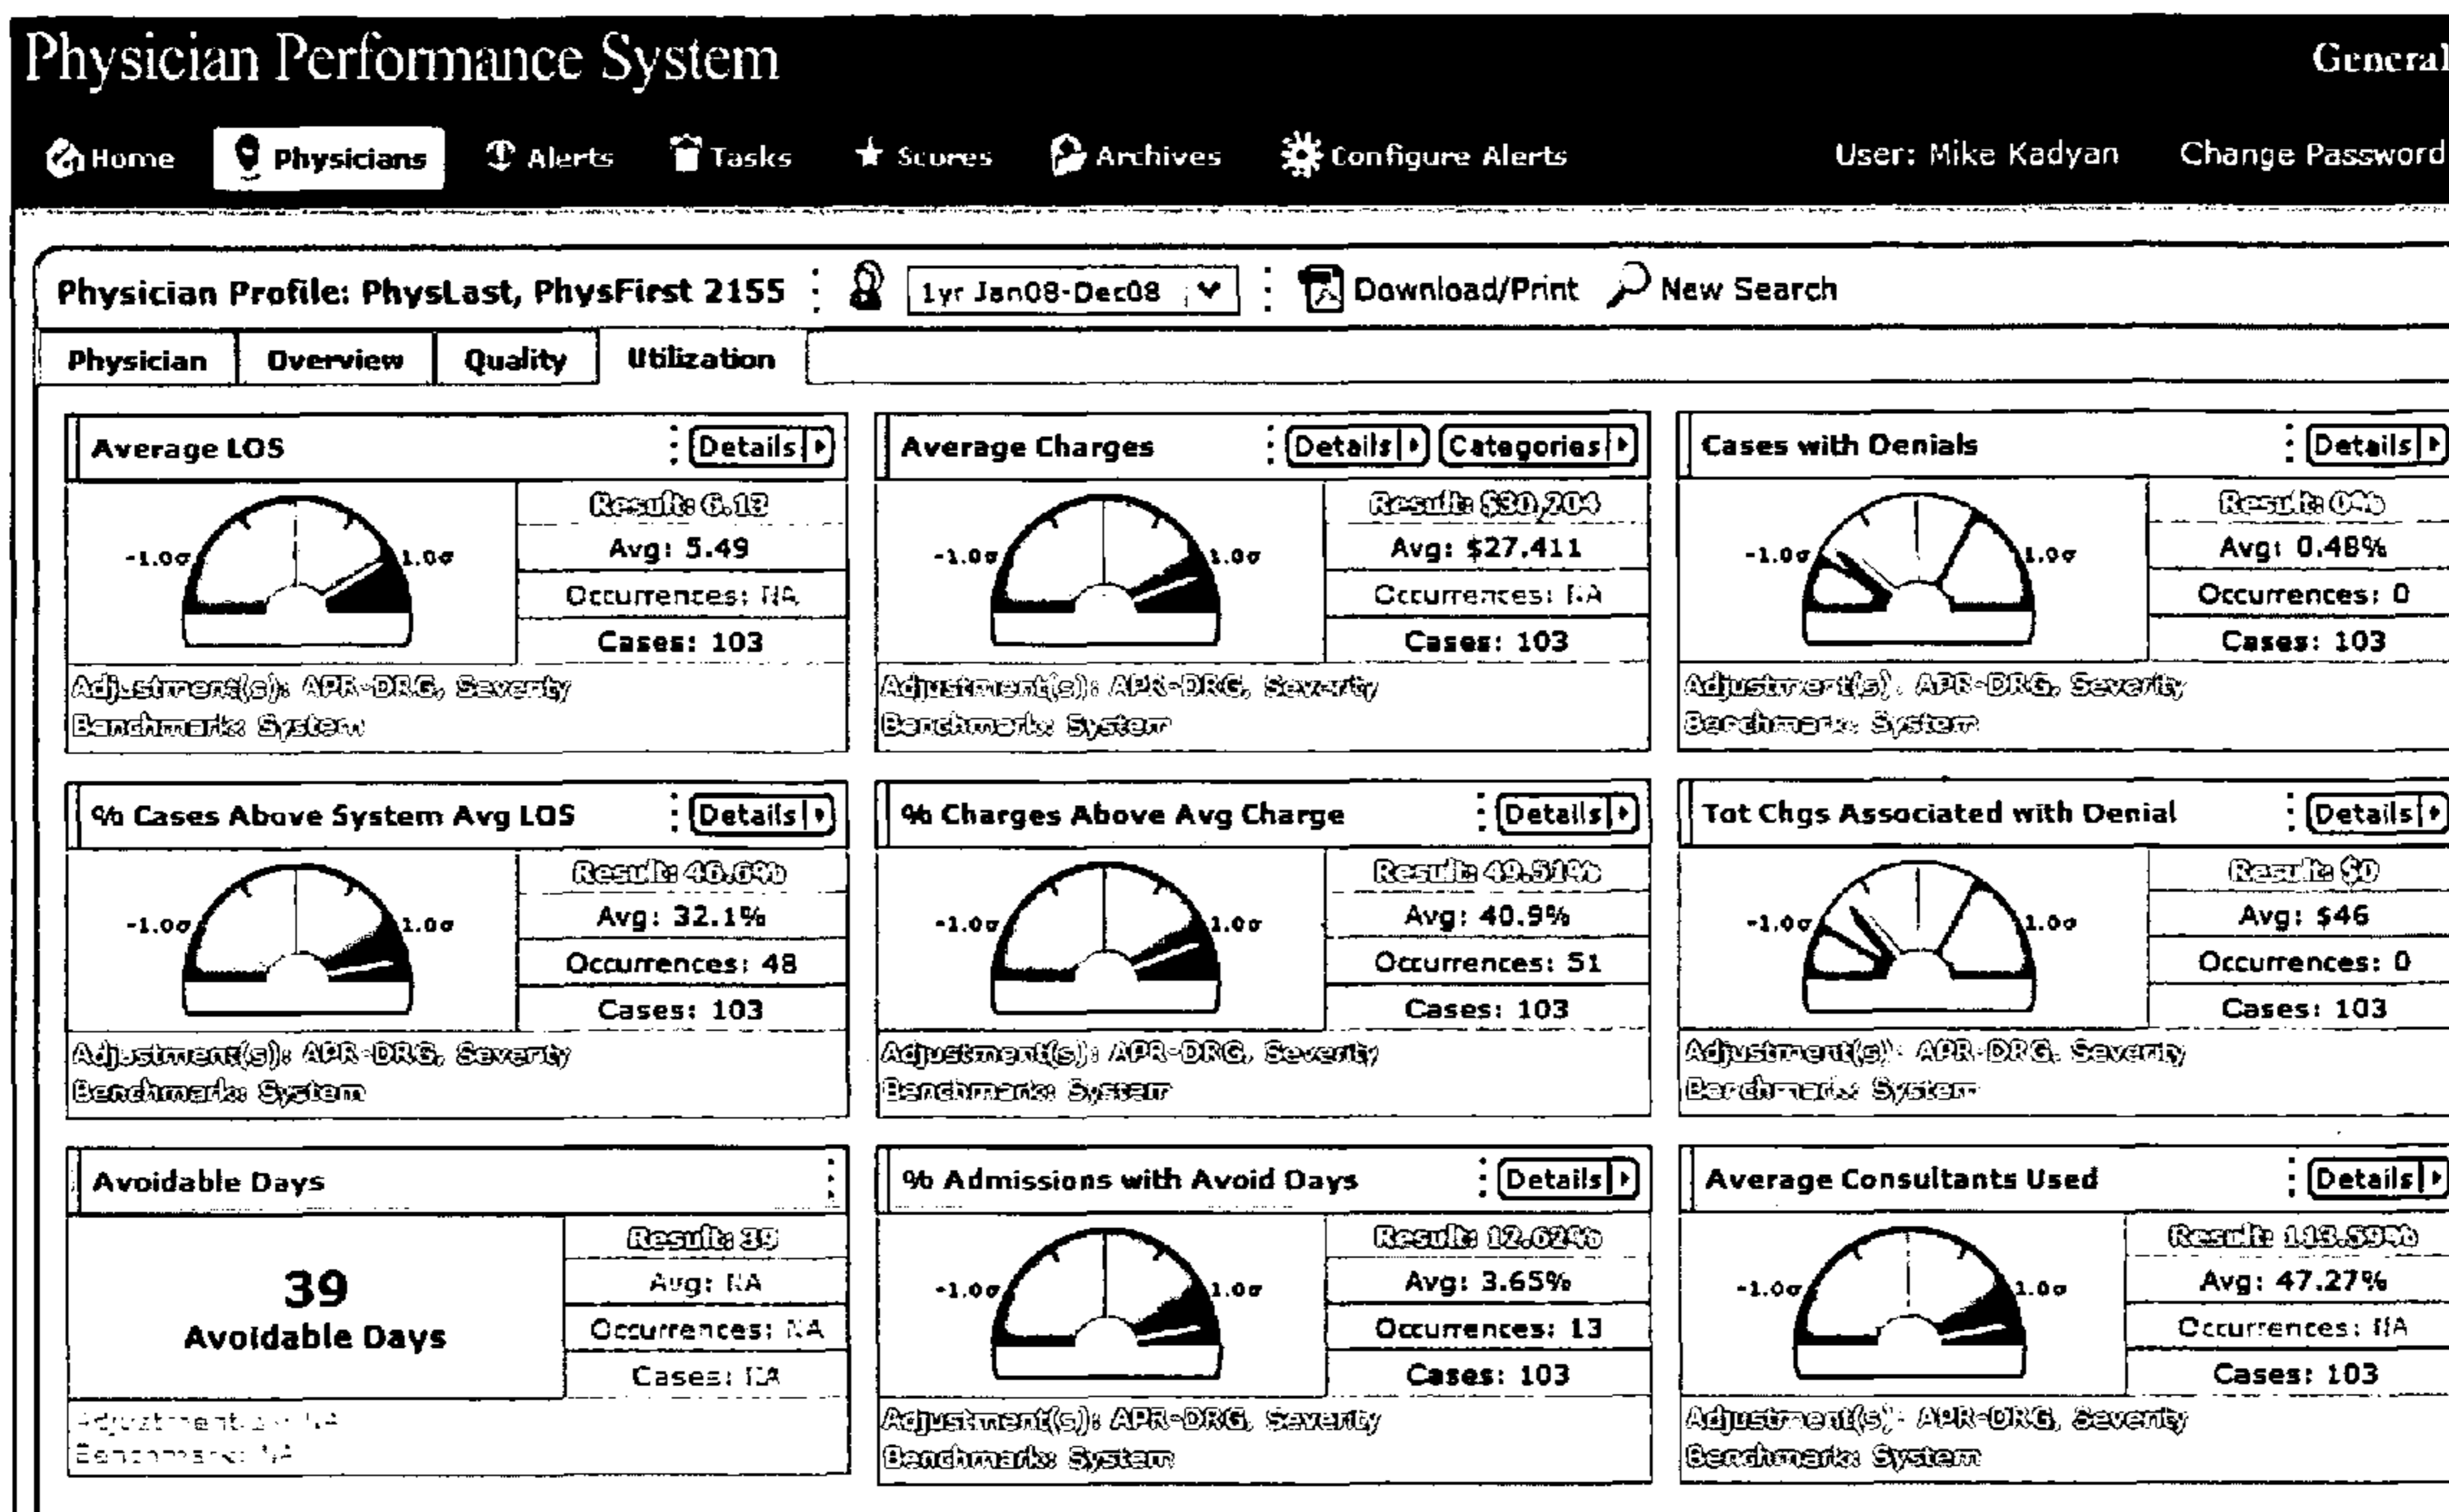 Physician Performance System
General
Home Physicians Alerts Tasks Scores Archives Configure Alerts User: Mike Kadyan Change Password
Physician Profile: PhysLast, PhysFirst 2155 1yr Jan08-Dec08 Download/Print New Search
Physician Overview Quality Utilization
Average LOS Details
-1.0σ 1.0σ
Result: 6.13
Avg: 5.49
Occurrences: NA
Cases: 103
Adjustment(s): APR-DRG, Severity
Benchmark: System
Average Charges Details Categories
-1.0σ 1.0σ
Result: $30,204
Avg: $27.411
Occurrences: NA
Cases: 103
Adjustment(s): APR-DRG, Severity
Benchmark: System
Cases with Denials Details
-1.0σ 1.0σ
Result: 0%
Avg: 0.48%
Occurrences: 0
Cases: 103
Adjustment(s): APR-DRG, Severity
Benchmark: System
% Cases Above System Avg LOS Details
-1.0σ 1.0σ
Result: 46.6%
Avg: 32.1%
Occurrences: 48
Cases: 103
Adjustment(s): APR-DRG, Severity
Benchmark: System
% Charges Above Avg Charge Details
-1.0σ 1.0σ
Result: 49.51%
Avg: 40.9%
Occurrences: 51
Cases: 103
Adjustment(s): APR-DRG, Severity
Benchmark: System
Tot Chgs Associated with Denial Details
-1.0σ 1.0σ
Result: $0
Avg: $46
Occurrences: 0
Cases: 103
Adjustment(s): APR-DRG, Severity
Benchmark: System
Avoidable Days
39
Avoidable Days
Result: 39
Avg: NA
Occurrences: NA
Cases: NA
Adjustment(s): NA
Benchmark: NA
% Admissions with Avoid Days Details
-1.0σ 1.0σ
Result: 12.62%
Avg: 3.65%
Occurrences: 13
Cases: 103
Adjustment(s): APR-DRG, Severity
Benchmark: System
Average Consultants Used Details
-1.0σ 1.0σ
Result: 113.59%
Avg: 47.27%
Occurrences: NA
Cases: 103
Adjustment(s): APR-DRG, Severity
Benchmark: System